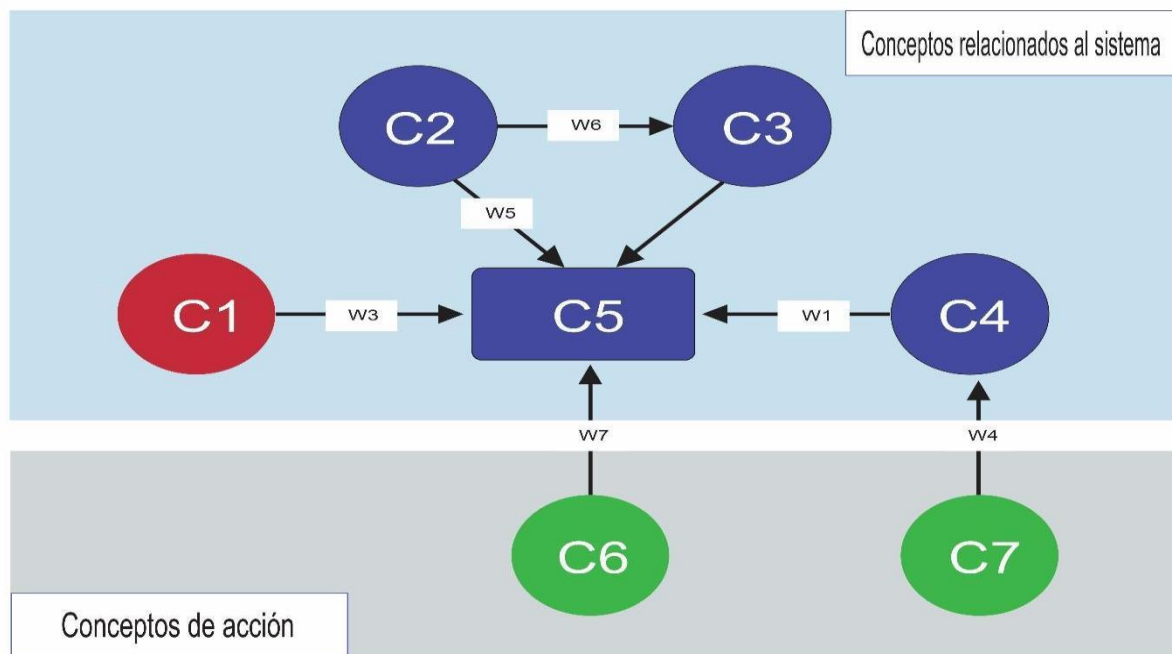 Conceptos relacionados al sistema
C2
W6
C3
W5
C1
W3
C5
W1
C4
W7
W4
C6
C7
Conceptos de acción